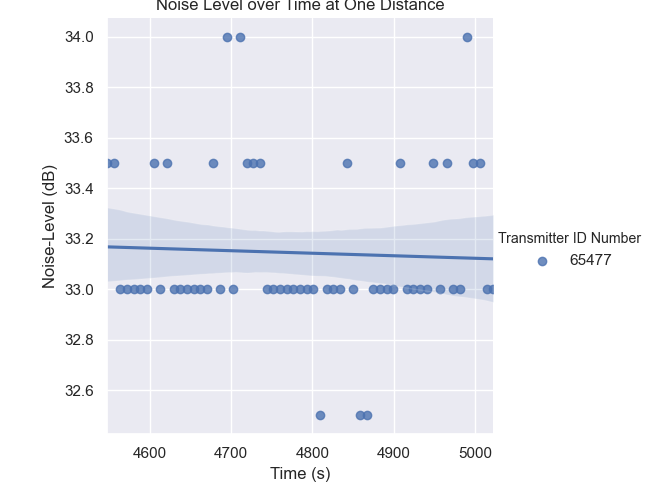 Noise Level over Time at One Distance
34.0
33.8
33.6
33.4
33.2
33.0
32.8
32.6
Noise-Level (dB)
4600 4700 4800 4900 5000
Time (s)
Transmitter ID Number
65477